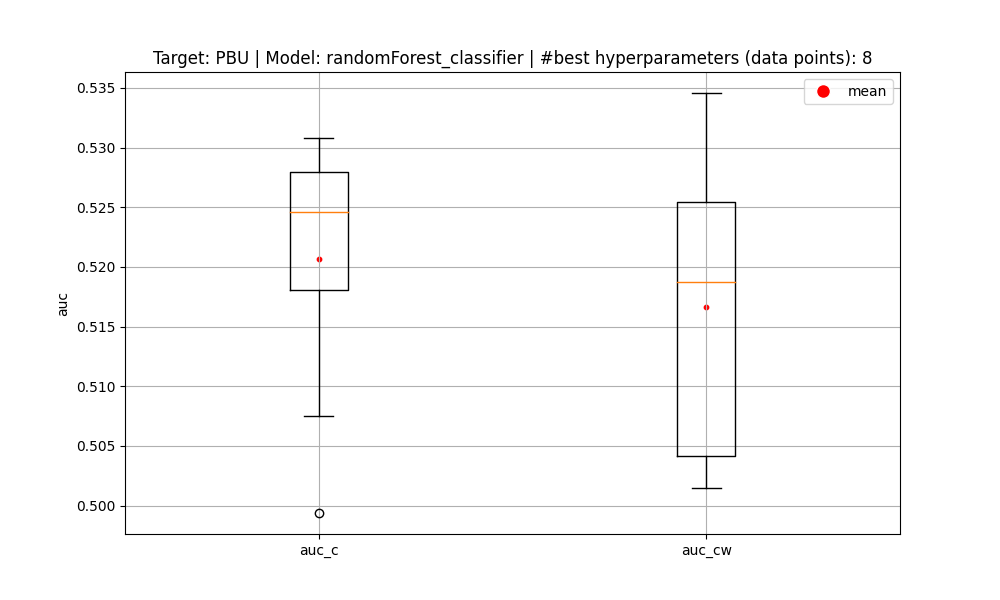 Target: PBU | Model: randomForest_classifier | #best hyperparameters (data points): 8
mean
0.535
0.530
0.525
0.520
0.515
0.510
0.505
0.500
auc
auc_c
auc_cw